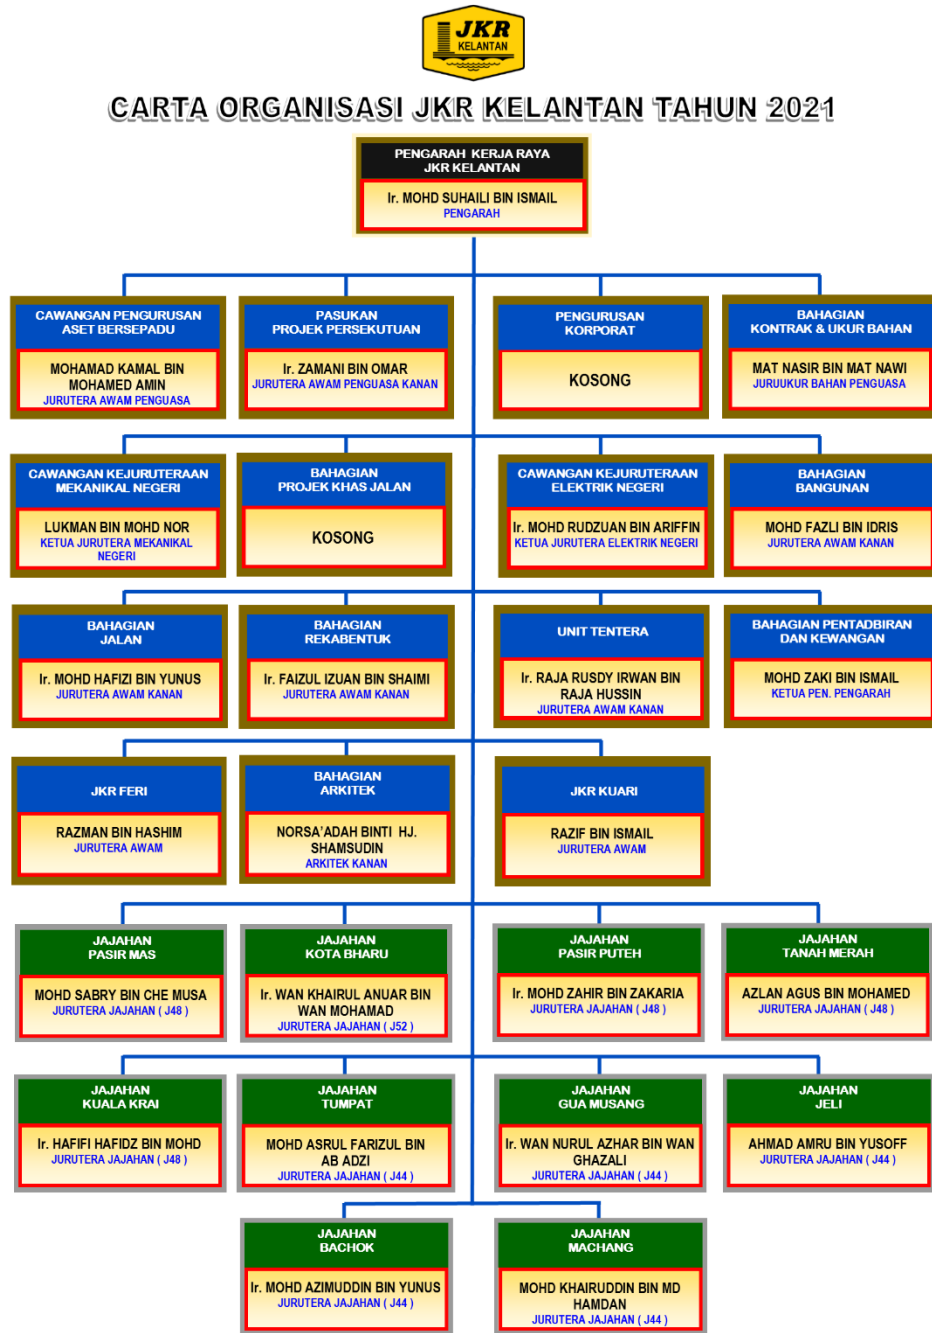 JKR
KELANTAN
CARTA ORGANISASI JKR KELANTAN TAHUN 2021
PENGARAH KERJA RAYA
JKR KELANTAN
Ir. MOHD SUHAILI BIN ISMAIL
PENGARAH
CAWANGAN PENGURUSAN
ASET BERSEPADU
MOHAMAD KAMAL BIN
MOHAMED AMIN
JURUTERA AWAM PENGUASA
PASUKAN
PROJEK PERSEKUTUAN
Ir. ZAMANI BIN OMAR
JURUTERA AWAM PENGUASA KANAN
PENGURUSAN
KORPORAT
KOSONG
BAHAGIAN
KONTRAK & UKUR BAHAN
MAT NASIR BIN MAT NAWI
JURUUKUR BAHAN PENGUASA
CAWANGAN KEJURUTERAAN
MEKANIKAL NEGERI
LUKMAN BIN MOHD NOR
KETUA JURUTERA MEKANIKAL
NEGERI
BAHAGIAN
PROJEK KHAS JALAN
KOSONG
CAWANGAN KEJURUTERAAN
ELEKTRIK NEGERI
Ir. MOHD RUDZUAN BIN ARIFFIN
KETUA JURUTERA ELEKTRIK NEGERI
BAHAGIAN
BANGUNAN
MOHD FAZLI BIN IDRIS
JURUTERA AWAM KANAN
BAHAGIAN
JALAN
Ir. MOHD HAFIZI BIN YUNUS
JURUTERA AWAM KANAN
BAHAGIAN
REKABENTUK
Ir. FAIZUL IZUAN BIN SHAIMI
JURUTERA AWAM KANAN
UNIT TENTERA
Ir. RAJA RUSDY IRWAN BIN
RAJA HUSSIN
JURUTERA AWAM KANAN
BAHAGIAN PENTADBIRAN
DAN KEWANGAN
MOHD ZAKI BIN ISMAIL
KETUA PEN. PENGARAH
JKR FERI
RAZMAN BIN HASHIM
JURUTERA AWAM
BAHAGIAN
ARKITEK
NORSA'ADAH BINTI HJ.
SHAMSUDIN
ARKITEK KANAN
JKR KUARI
RAZIF BIN ISMAIL
JURUTERA AWAM
JAJAHAN
PASIR MAS
MOHD SABRY BIN CHE MUSA
JURUTERA JAJAHAN ( J48 )
JAJAHAN
KOTA BHARU
Ir. WAN KHAIRUL ANUAR BIN
WAN MOHAMAD
JURUTERA JAJAHAN ( J52 )
JAJAHAN
PASIR PUTEH
Ir. MOHD ZAHIR BIN ZAKARIA
JURUTERA JAJAHAN ( J48 )
JAJAHAN
TANAH MERAH
AZLAN AGUS BIN MOHAMED
JURUTERA JAJAHAN ( J48 )
JAJAHAN
KUALA KRAI
Ir. HAFIFI HAFIDZ BIN MOHD
JURUTERA JAJAHAN ( J48 )
JAJAHAN
TUMPAT
MOHD ASRUL FARIZUL BIN
AB ADZI
JURUTERA JAJAHAN ( J44 )
JAJAHAN
GUA MUSANG
Ir. WAN NURUL AZHAR BIN WAN
GHAZALI
JURUTERA JAJAHAN ( J44 )
JAJAHAN
JELI
AHMAD AMRU BIN YUSOFF
JURUTERA JAJAHAN ( J44 )
JAJAHAN
BACHOK
Ir. MOHD AZIMUDDIN BIN YUNUS
JURUTERA JAJAHAN ( J44 )
JAJAHAN
MACHANG
MOHD KHAIRUDDIN BIN MD
HAMDAN
JURUTERA JAJAHAN ( J44 )